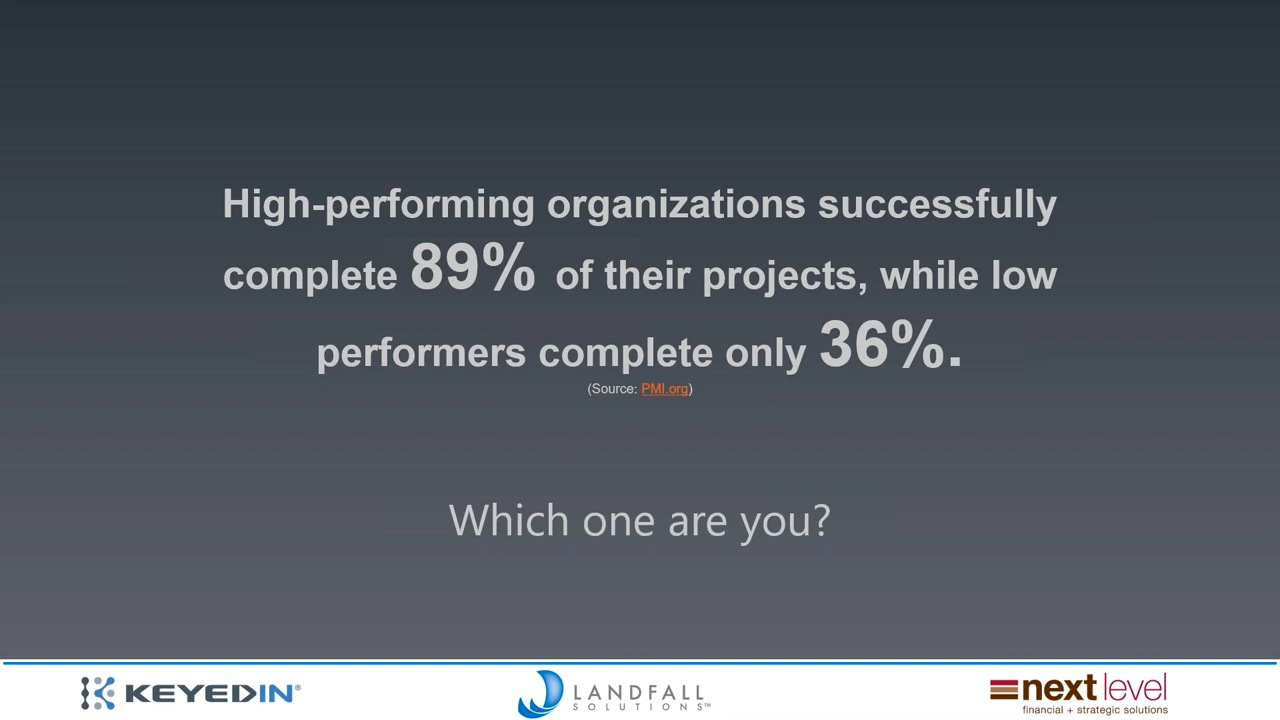 High-performing organizations successfully
complete 89% of their projects, while low
performers complete only 36%.
(Source: PMI.org)
Which one are you?
KEYEDIN®
LANDFALL
SOLUTIONS™
next level
financial + strategic solutions